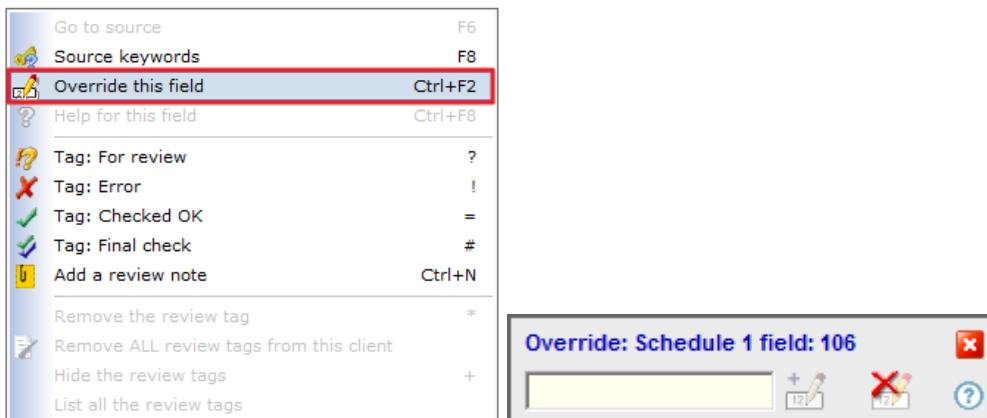 Go to source F6
Source keywords F8
Override this field Ctrl+F2
Help for this field Ctrl+F8
Tag: For review ?
Tag: Error !
Tag: Checked OK =
Tag: Final check #
Add a review note Ctrl+N
Remove the review tag *
Remove ALL review tags from this client
Hide the review tags +
List all the review tags
Override: Schedule 1 field: 106